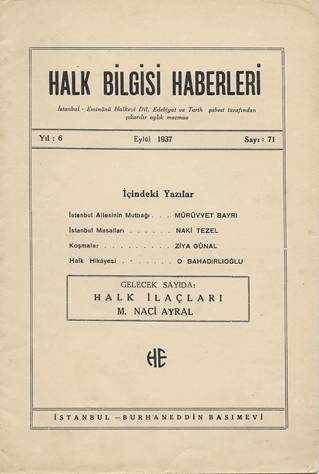 HALK BİLGİSİ HABERLERİ
İstanbul - Eminönü Halkevi Dil, Edebiyat ve Tarih şubesi tarafından
çıkarılır aylık mecmua
Yıl : 6 Eylül 1937 Sayı : 71
İçindeki Yazılar
İstanbul Ailesinin Mutbağı . . . MÜRÜVVET BAYRI
İstanbul Masalları . . . . . . NAKİ TEZEL
Koşmalar . . . . . . . . . ZİYA GÜNAL
Halk Hikâyesi . . . . . . . O BAHADIRLIOĞLU
GELECEK SAYIDA:
HALK İLAÇLARI
M. NACİ AYRAL
HE
İSTANBUL — BURHANEDDİN BASIMEVİ